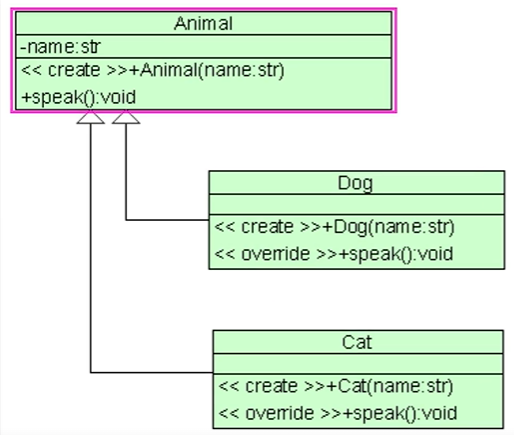 Animal
-name:str
<< create >>+Animal(name:str)
+speak():void
Dog
<< create >>+Dog(name:str)
<< override >>+speak():void
Cat
<< create >>+Cat(name:str)
<< override >>+speak():void